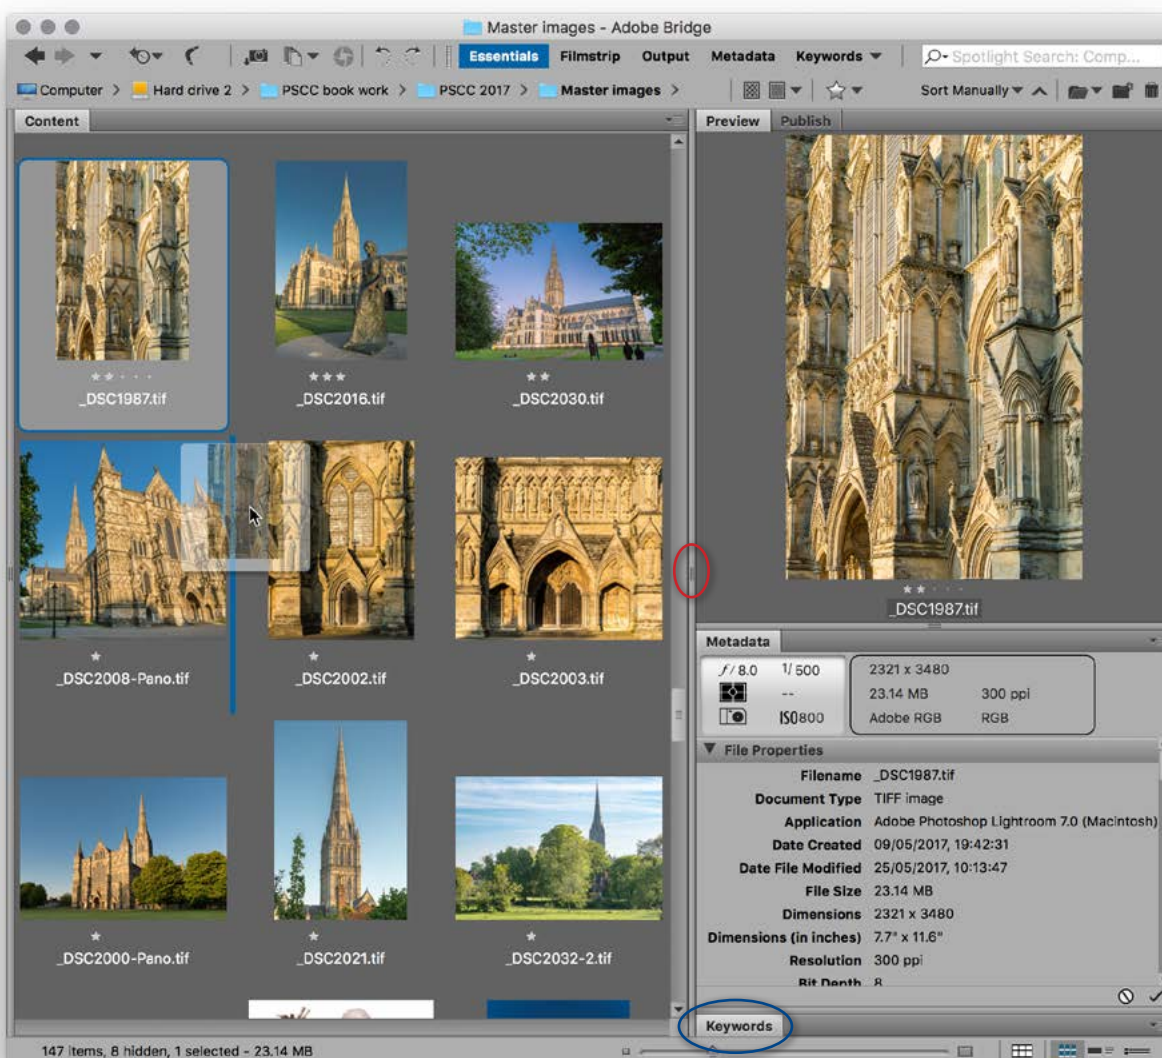 Master images - Adobe Bridge
Essentials Filmstrip Output Metadata Keywords Spotlight Search: Comp...
Computer > Hard drive 2 > PSCC book work > PSCC 2017 > Master images > Sort Manually
Content
Preview Publish
_DSC1987.tif _DSC2016.tif _DSC2030.tif
_DSC2008-Pano.tif _DSC2002.tif _DSC2003.tif
_DSC2000-Pano.tif _DSC2021.tif _DSC2032-2.tif
_DSC1987.tif
Metadata
f/8.0 1/500 2321 x 3480
-- 23.14 MB 300 ppi
ISO800 Adobe RGB RGB
File Properties
Filename _DSC1987.tif
Document Type TIFF image
Application Adobe Photoshop Lightroom 7.0 (Macintosh)
Date Created 09/05/2017, 19:42:31
Date File Modified 25/05/2017, 10:13:47
File Size 23.14 MB
Dimensions 2321 x 3480
Dimensions (in inches) 7.7" x 11.6"
Resolution 300 ppi
Bit Depth 8
Keywords
147 items, 8 hidden, 1 selected - 23.14 MB